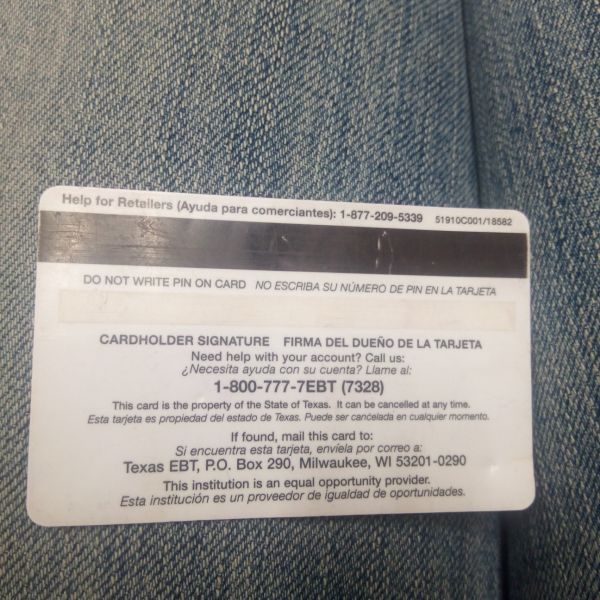 Help for Retailers (Ayuda para comerciantes): 1-877-209-5339 51910C001/18582
DO NOT WRITE PIN ON CARD NO ESCRIBA SU NÚMERO DE PIN EN LA TARJETA
CARDHOLDER SIGNATURE FIRMA DEL DUEÑO DE LA TARJETA
Need help with your account? Call us:
¿Necesita ayuda con su cuenta? Llame al:
1-800-777-7EBT (7328)
This card is the property of the State of Texas. It can be cancelled at any time.
Esta tarjeta es propiedad del estado de Texas. Puede ser cancelada en cualquier momento.
If found, mail this card to:
Si encuentra esta tarjeta, envíela por correo a:
Texas EBT, P.O. Box 290, Milwaukee, WI 53201-0290
This institution is an equal opportunity provider.
Esta institución es un proveedor de igualdad de oportunidades.